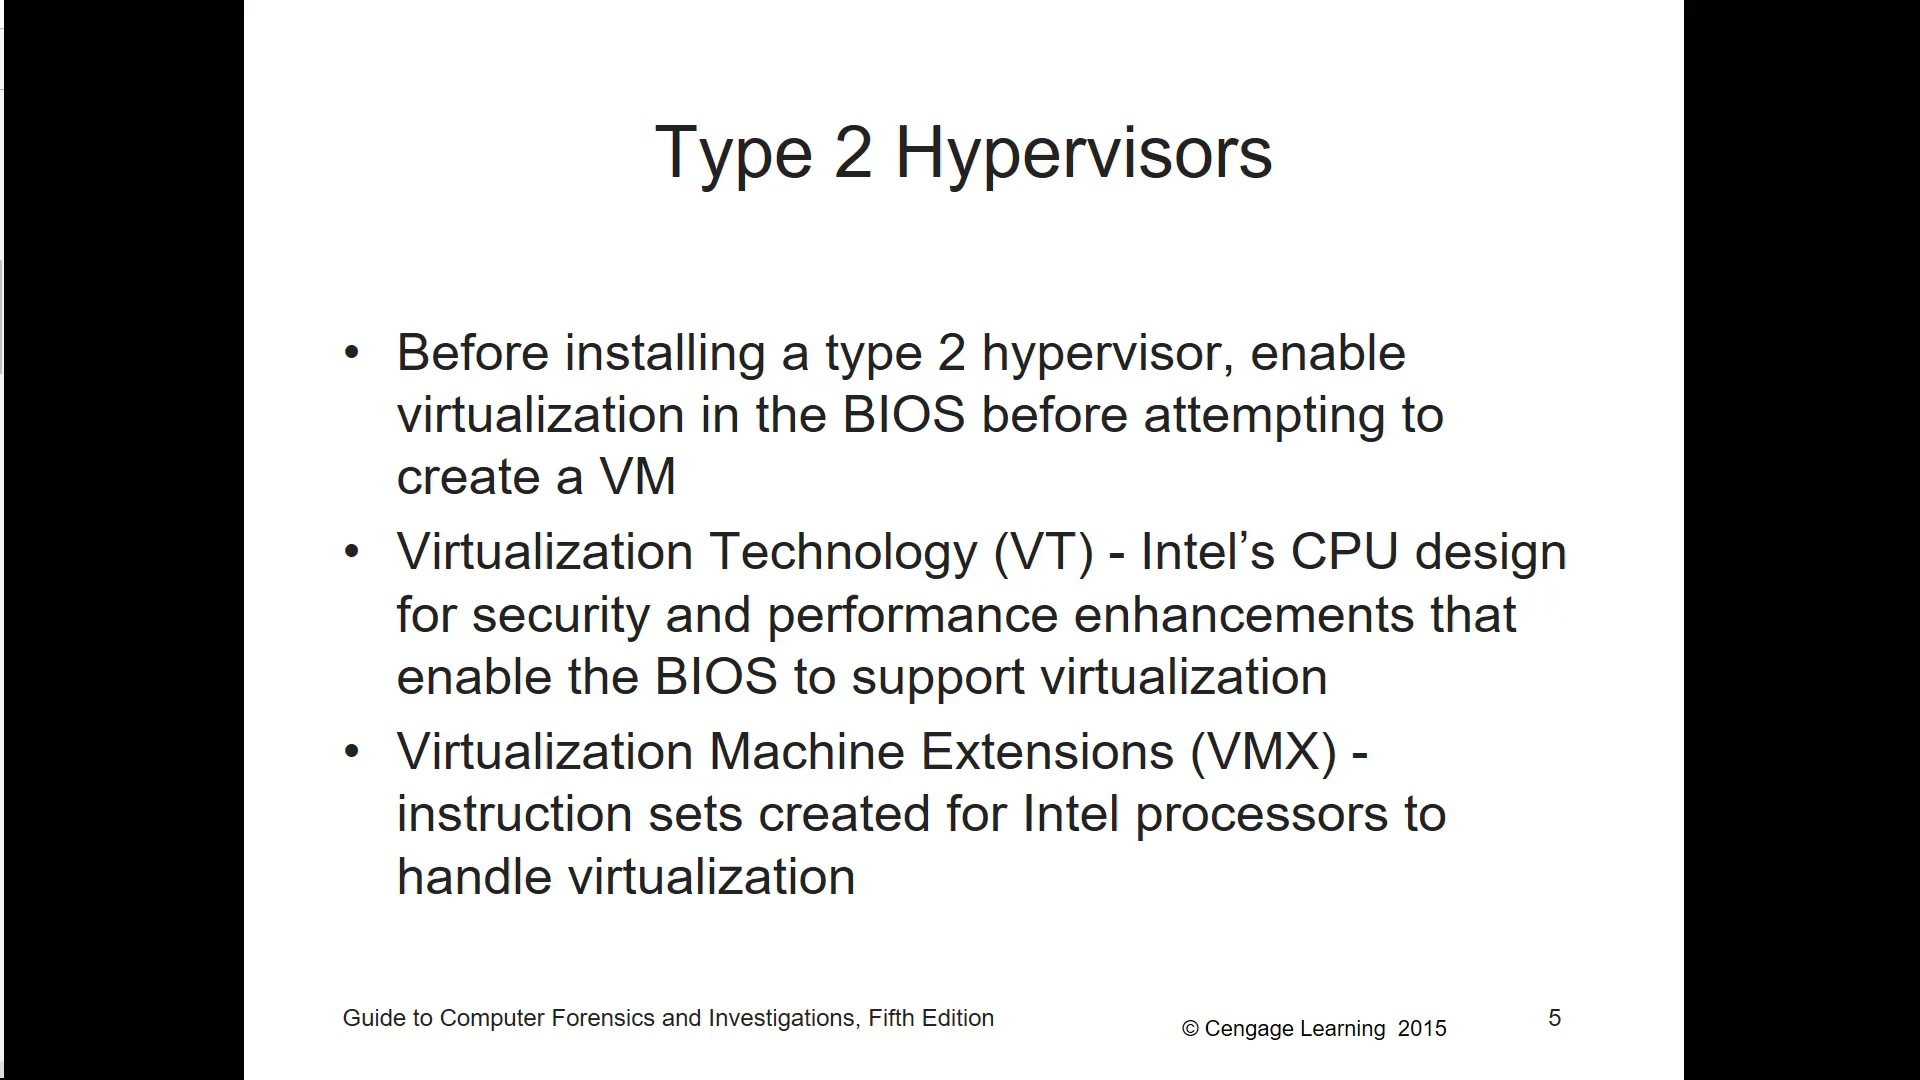 Type 2 Hypervisors
• Before installing a type 2 hypervisor, enable
virtualization in the BIOS before attempting to
create a VM
• Virtualization Technology (VT) - Intel’s CPU design
for security and performance enhancements that
enable the BIOS to support virtualization
• Virtualization Machine Extensions (VMX) -
instruction sets created for Intel processors to
handle virtualization
Guide to Computer Forensics and Investigations, Fifth Edition
© Cengage Learning 2015
5